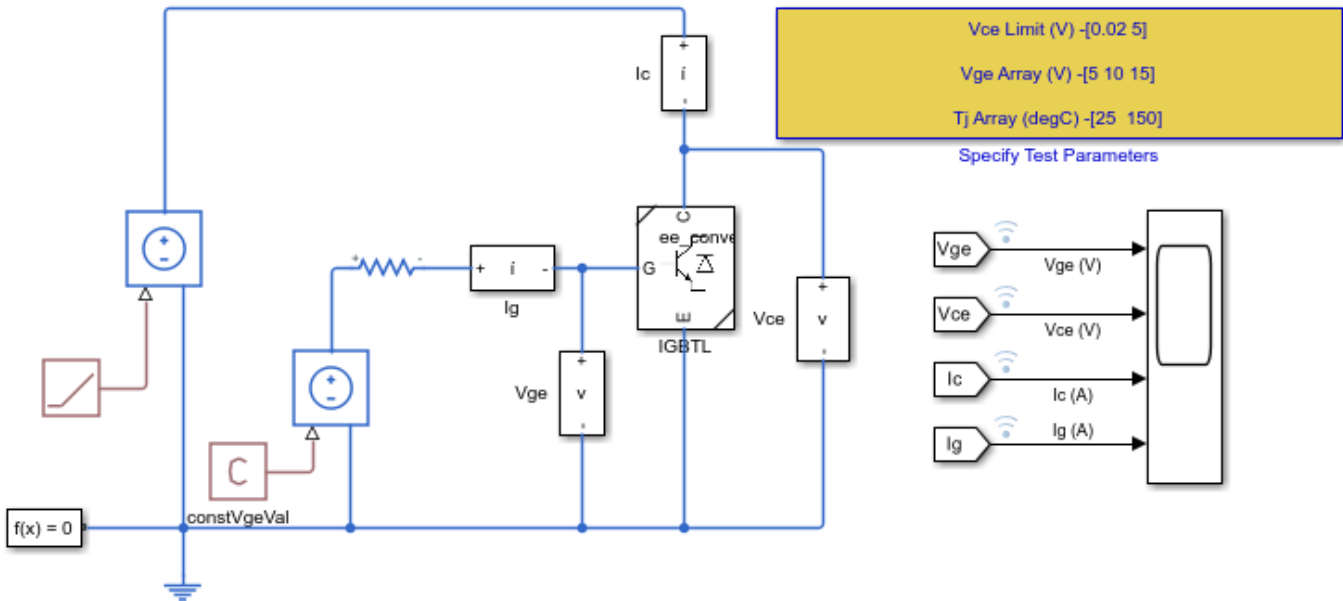 Vce Limit (V) -[0.02 5]
Vge Array (V) -[5 10 15]
Tj Array (degC) -[25 150]
Specify Test Parameters
Ic
+
i
-
C
ee_conve
G
E
IGBTL
+
-
+
-
+
i
-
Ig
Vge
+
v
-
Vce
+
v
-
+
-
C
constVgeVal
f(x) = 0
Vge
Vge (V)
Vce
Vce (V)
Ic
Ic (A)
Ig
Ig (A)